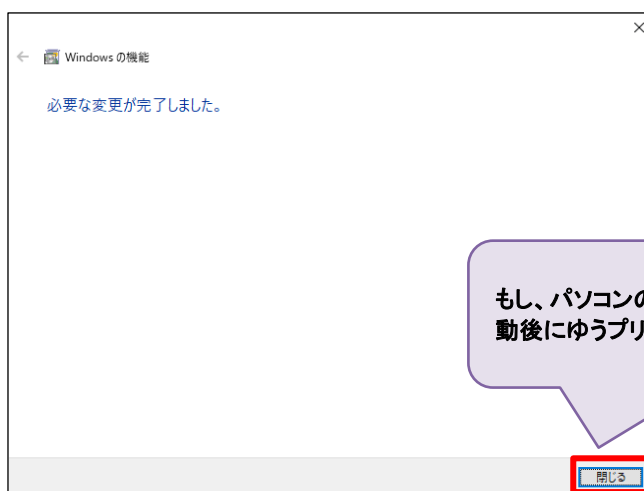 Windows の機能
必要な変更が完了しました。
もし、パソコンの
動後にゆうプリ
閉じる